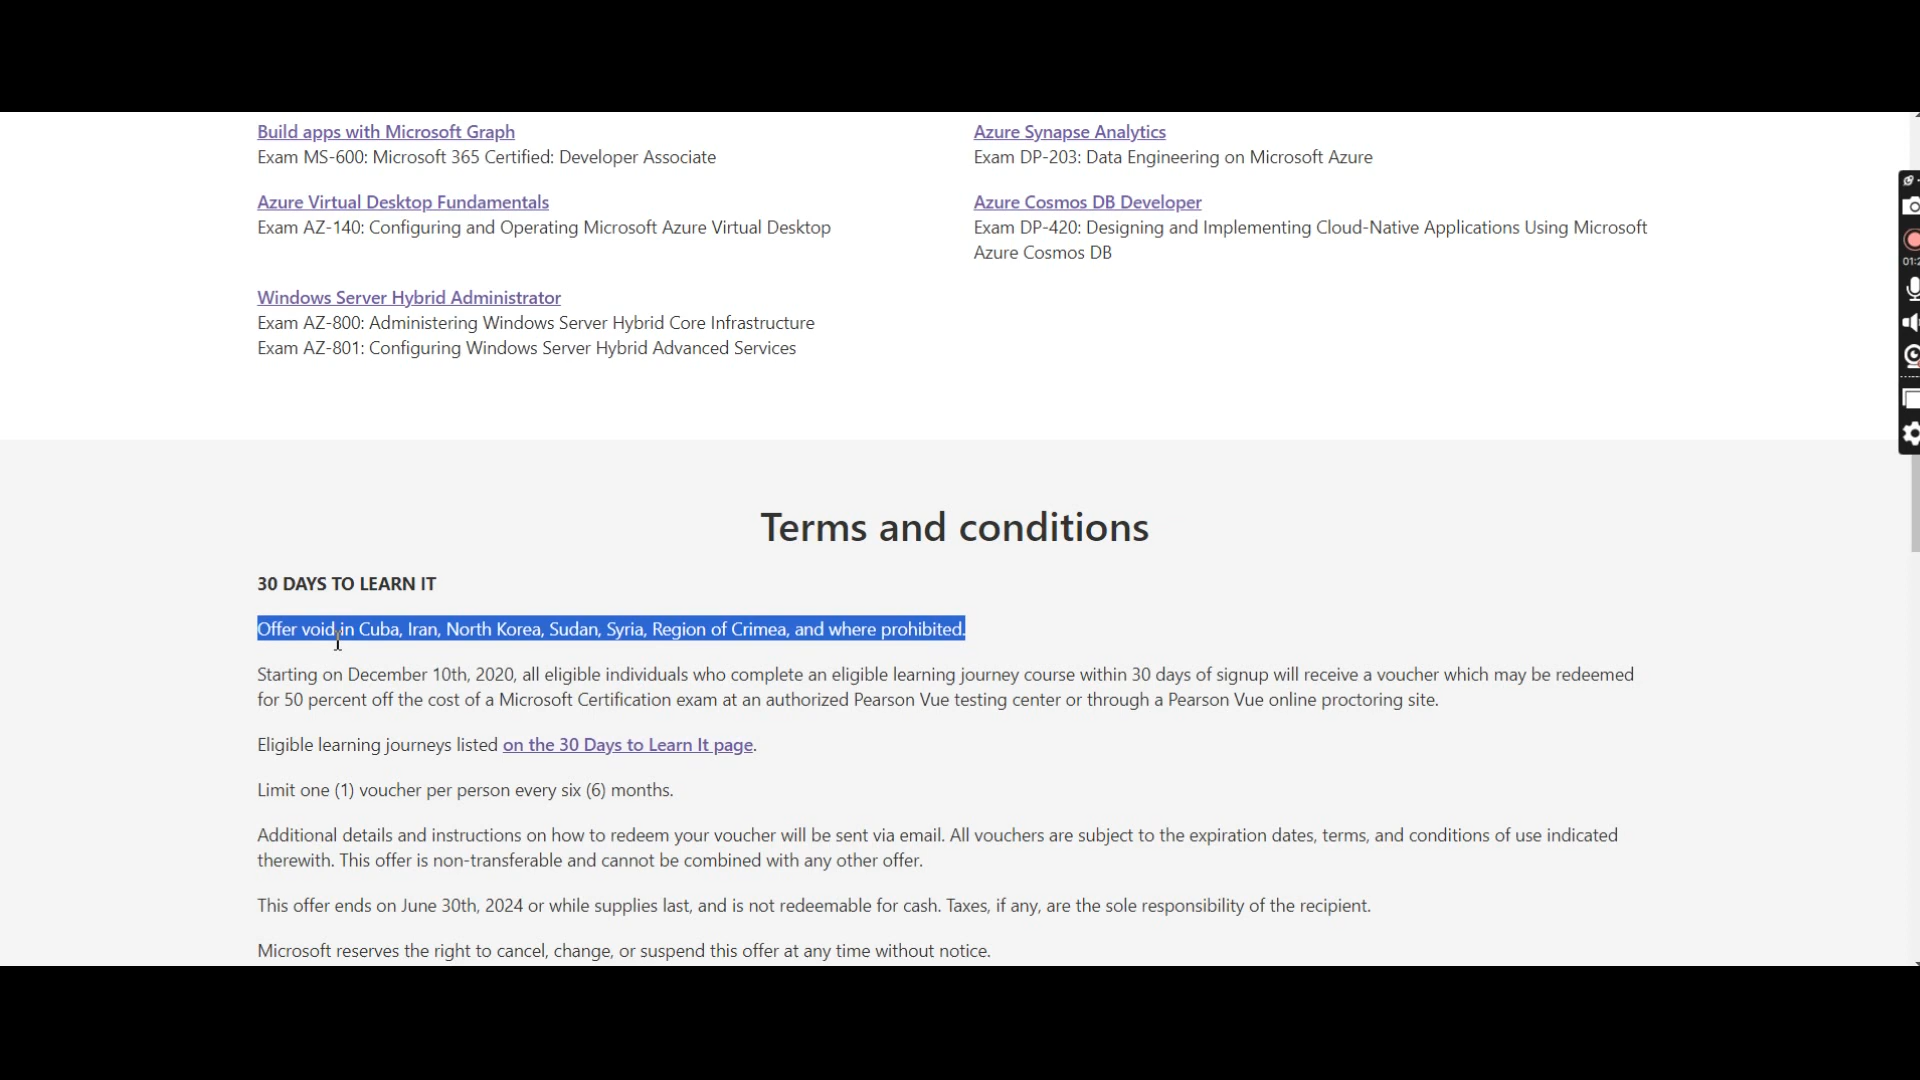 Build apps with Microsoft Graph
Exam MS-600: Microsoft 365 Certified: Developer Associate
Azure Synapse Analytics
Exam DP-203: Data Engineering on Microsoft Azure
Azure Virtual Desktop Fundamentals
Exam AZ-140: Configuring and Operating Microsoft Azure Virtual Desktop
Azure Cosmos DB Developer
Exam DP-420: Designing and Implementing Cloud-Native Applications Using Microsoft
Azure Cosmos DB
Windows Server Hybrid Administrator
Exam AZ-800: Administering Windows Server Hybrid Core Infrastructure
Exam AZ-801: Configuring Windows Server Hybrid Advanced Services
Terms and conditions
30 DAYS TO LEARN IT
Offer void in Cuba, Iran, North Korea, Sudan, Syria, Region of Crimea, and where prohibited.
Starting on December 10th, 2020, all eligible individuals who complete an eligible learning journey course within 30 days of signup will receive a voucher which may be redeemed
for 50 percent off the cost of a Microsoft Certification exam at an authorized Pearson Vue testing center or through a Pearson Vue online proctoring site.
Eligible learning journeys listed on the 30 Days to Learn It page.
Limit one (1) voucher per person every six (6) months.
Additional details and instructions on how to redeem your voucher will be sent via email. All vouchers are subject to the expiration dates, terms, and conditions of use indicated
therewith. This offer is non-transferable and cannot be combined with any other offer.
This offer ends on June 30th, 2024 or while supplies last, and is not redeemable for cash. Taxes, if any, are the sole responsibility of the recipient.
Microsoft reserves the right to cancel, change, or suspend this offer at any time without notice.